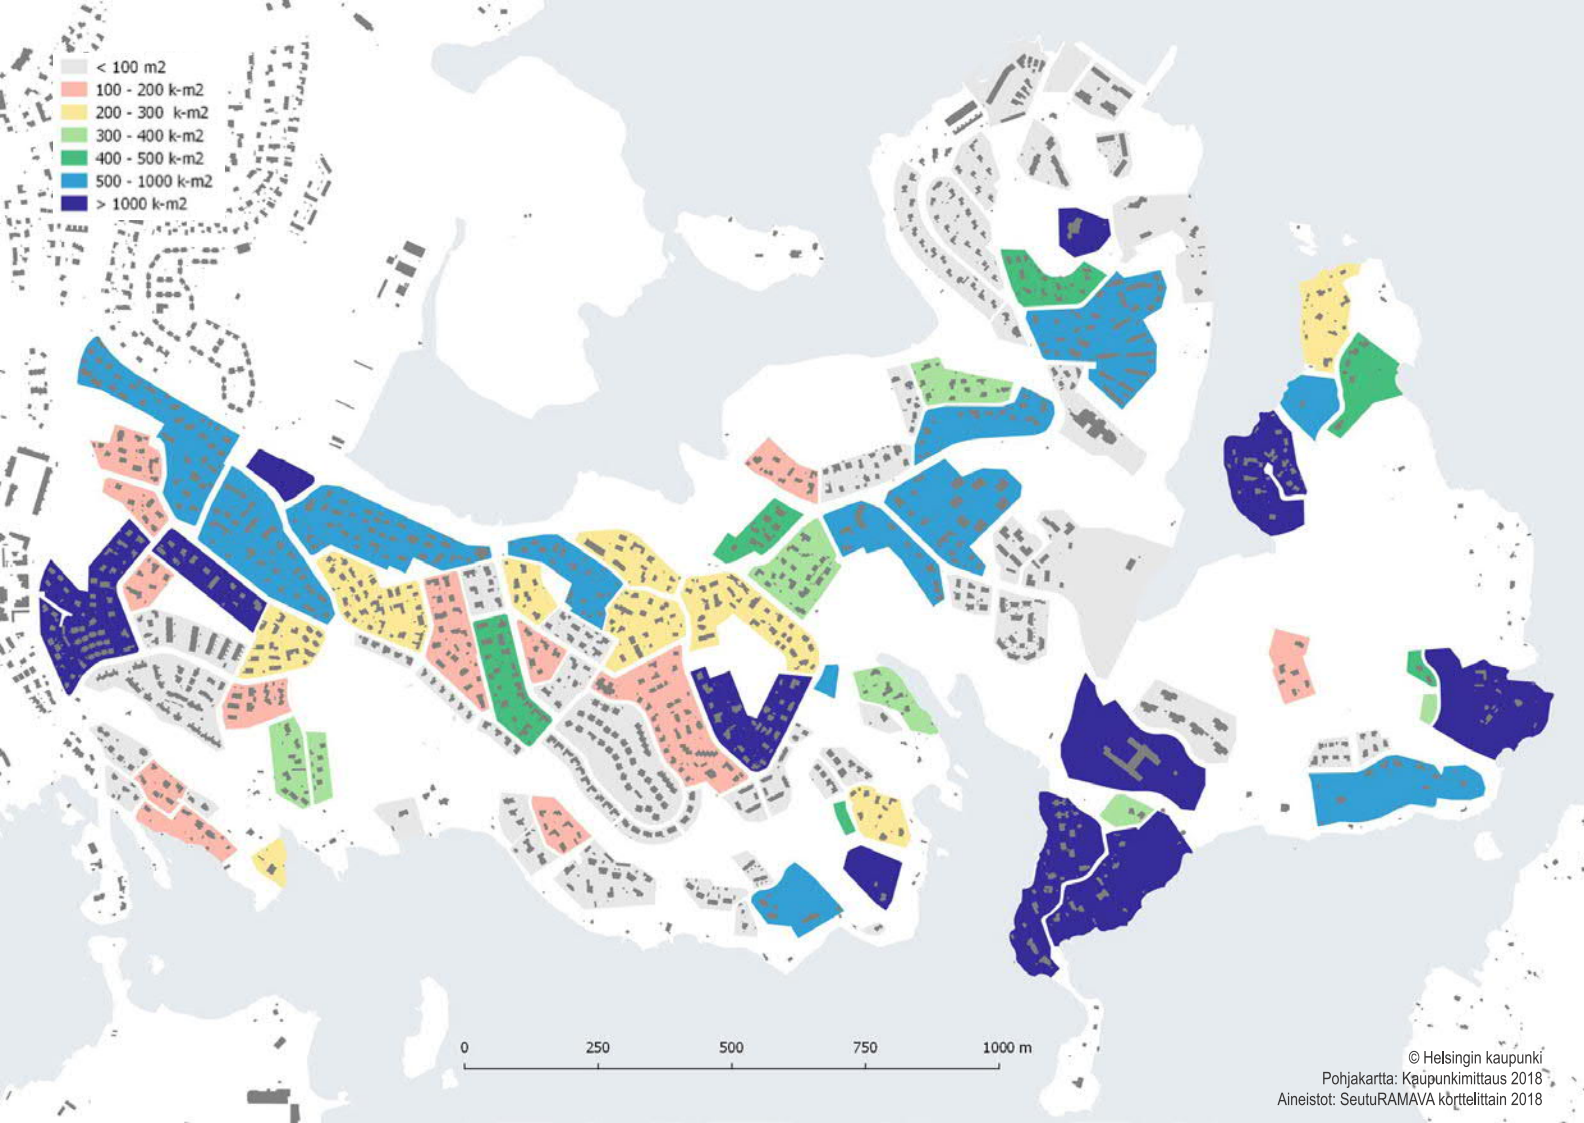 < 100 m2
100 - 200 k-m2
200 - 300 k-m2
300 - 400 k-m2
400 - 500 k-m2
500 - 1000 k-m2
> 1000 k-m2
0 250 500 750 1000 m
© Helsingin kaupunki
Pohjakartta: Kaupunkimittaus 2018
Aineistot: SeutuRAMAVA korttelittain 2018